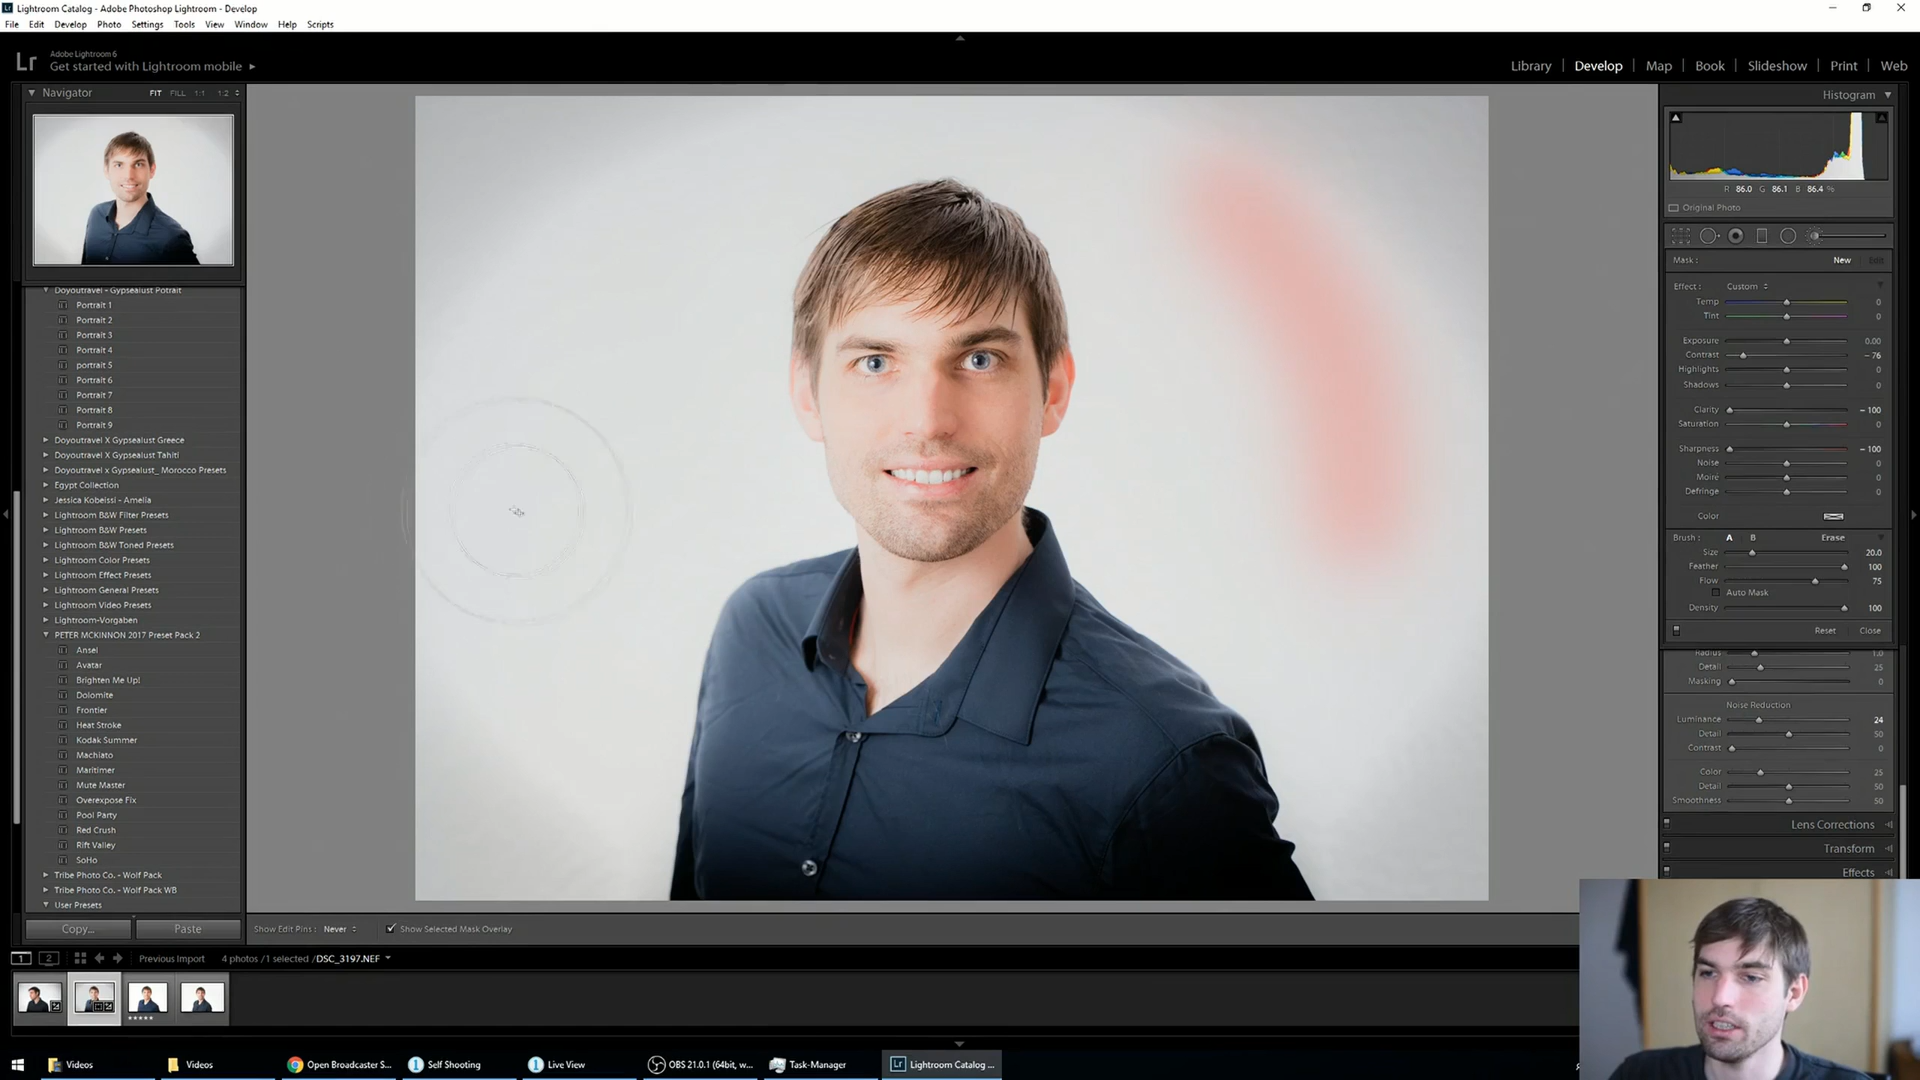 Lightroom Catalog - Adobe Photoshop Lightroom - Develop
File Edit Develop Photo Settings Tools View Window Help Scripts
Lr Adobe Lightroom 6
Get started with Lightroom mobile
Library Develop Map Book Slideshow Print Web
Navigator FIT FILL 1:1 1:2
Doyoutravel - Gypsealust Potrait
Portrait 1
Portrait 2
Portrait 3
Portrait 4
portrait 5
Portrait 6
Portrait 7
Portrait 8
Portrait 9
Doyoutravel X Gypsealust Greece
Doyoutravel X Gypsealust Tahiti
Doyoutravel x Gypsealust_ Morocco Presets
Egypt Collection
Jessica Kobeissi - Amelia
Lightroom B&W Filter Presets
Lightroom B&W Presets
Lightroom B&W Toned Presets
Lightroom Color Presets
Lightroom Effect Presets
Lightroom General Presets
Lightroom Video Presets
Lightroom-Vorgaben
PETER MCKINNON 2017 Preset Pack 2
Ansel
Avatar
Brighten Me Up!
Dolomite
Frontier
Heat Stroke
Kodak Summer
Machiato
Maritimer
Mute Master
Overexpose Fix
Pool Party
Red Crush
Rift Valley
SoHo
Tribe Photo Co. - Wolf Pack
Tribe Photo Co. - Wolf Pack WB
User Presets
Copy... Paste
Histogram
R 86.0 G 86.1 B 86.4 %
Original Photo
Mask : New Edit
Effect : Custom
Temp 0
Tint 0
Exposure 0.00
Contrast - 76
Highlights 0
Shadows 0
Clarity - 100
Saturation 0
Sharpness - 100
Noise 0
Moiré 0
Defringe 0
Color
Brush : A B Erase
Size 20.0
Feather 100
Flow 75
Auto Mask
Density 100
Reset Close
Radius 1.0
Detail 25
Masking 0
Noise Reduction
Luminance 24
Detail 50
Contrast 0
Color 25
Detail 50
Smoothness 50
Lens Corrections
Transform
Effects
Show Edit Pins : Never Show Selected Mask Overlay
1 2 Previous Import 4 photos / 1 selected / DSC_3197.NEF
Videos Videos Open Broadcaster S... Self Shooting Live View OBS 21.0.1 (64bit, w... Task-Manager Lr Lightroom Catalog ...